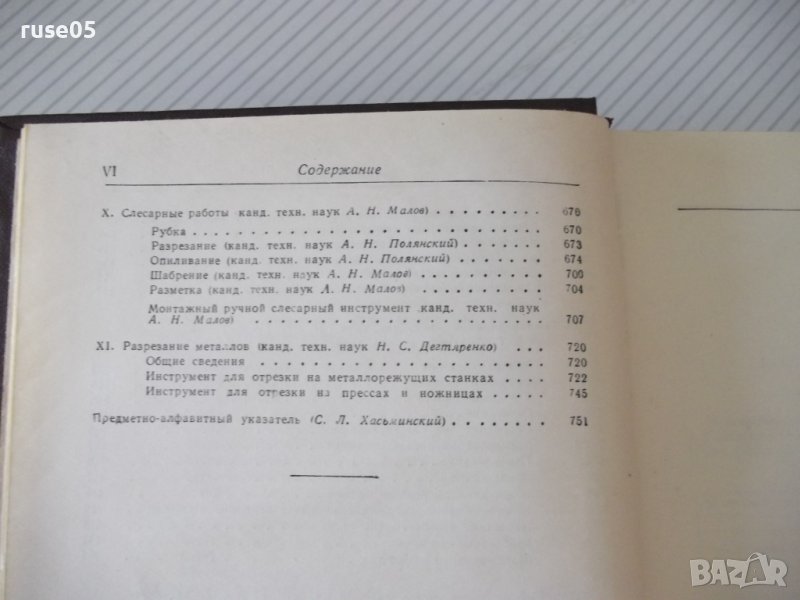 ruse05
VI Содержание
X. Слесарные работы канд. техн. наук А. Н. Малов) . . . . . . . . . 670
Рубка . . . . . . . . . . . . . . . . . . . . . 670
Разрезание (канд. техн. наук А. Н. Полянский) . . . . . . . 673
Опиливание (канд. техн. наук А. Н. Полянский) . . . . . . . 674
Шабрение (канд. техн. наук А. Н. Малов) . . . . . . . . . . 700
Разметка (канд. техн. наук А. Н. Малов) . . . . . . . . . . 704
Монтажный ручной слесарный инструмент канд. техн. наук
А. Н. Малов) . . . . . . . . . . . . . . . . . . 707
XI. Разрезание металлов (канд. техн. наук Н. С. Дегтяренко) . . . 720
Общие сведения . . . . . . . . . . . . . . . . . 720
Инструмент для отрезки на металлорежущих станках . . . . . 722
Инструмент для отрезки на прессах и ножницах . . . . . 745
Предметно-алфавитный указатель (С. Л. Хасьминский) . . . . . . . . 751
BAZAR